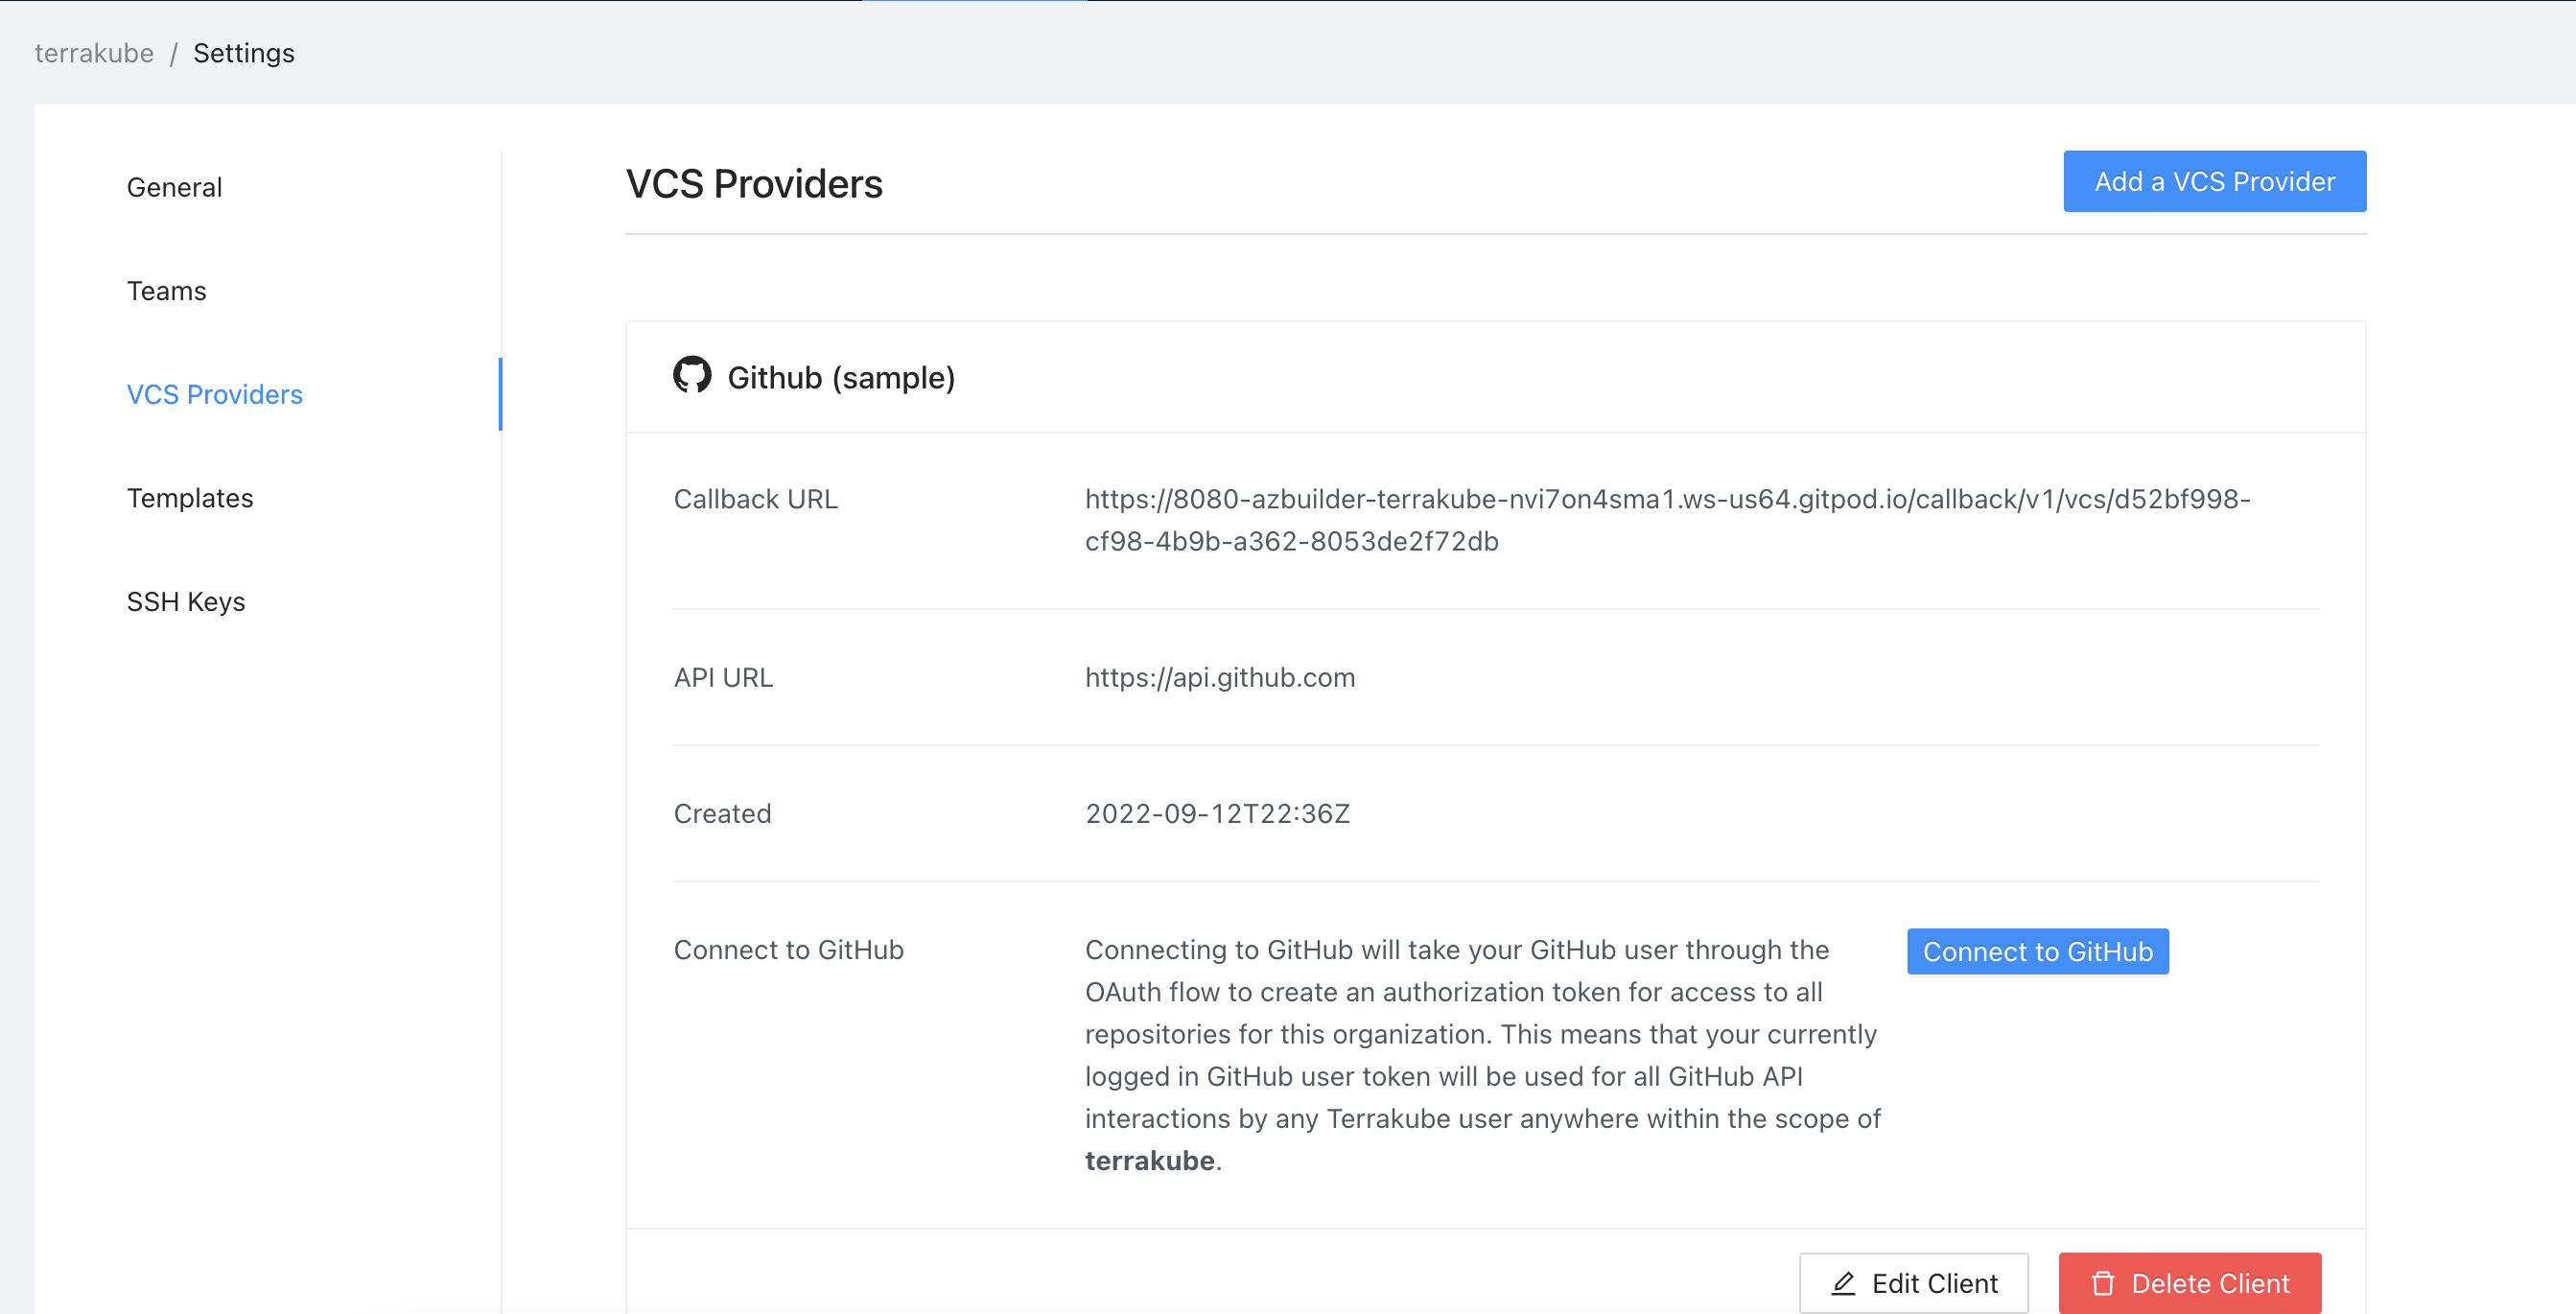 terrakube / Settings
General
Teams
VCS Providers
Templates
SSH Keys
VCS Providers
Add a VCS Provider
Github (sample)
Callback URL
https://8080-azbuilder-terrakube-nvi7on4sma1.ws-us64.gitpod.io/callback/v1/vcs/d52bf998-
cf98-4b9b-a362-8053de2f72db
API URL
https://api.github.com
Created
2022-09-12T22:36Z
Connect to GitHub
Connecting to GitHub will take your GitHub user through the
OAuth flow to create an authorization token for access to all
repositories for this organization. This means that your currently
logged in GitHub user token will be used for all GitHub API
interactions by any Terrakube user anywhere within the scope of
terrakube.
Connect to GitHub
Edit Client
Delete Client